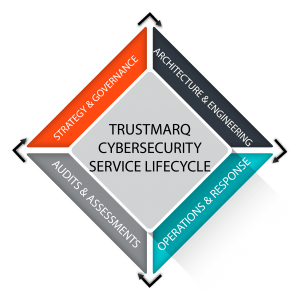 STRATEGY & GOVERNANCE
ARCHITECTURE & ENGINEERING
TRUSTMARQ
CYBERSECURITY
SERVICE LIFECYCLE
AUDITS & ASSESSMENTS
OPERATIONS & RESPONSE